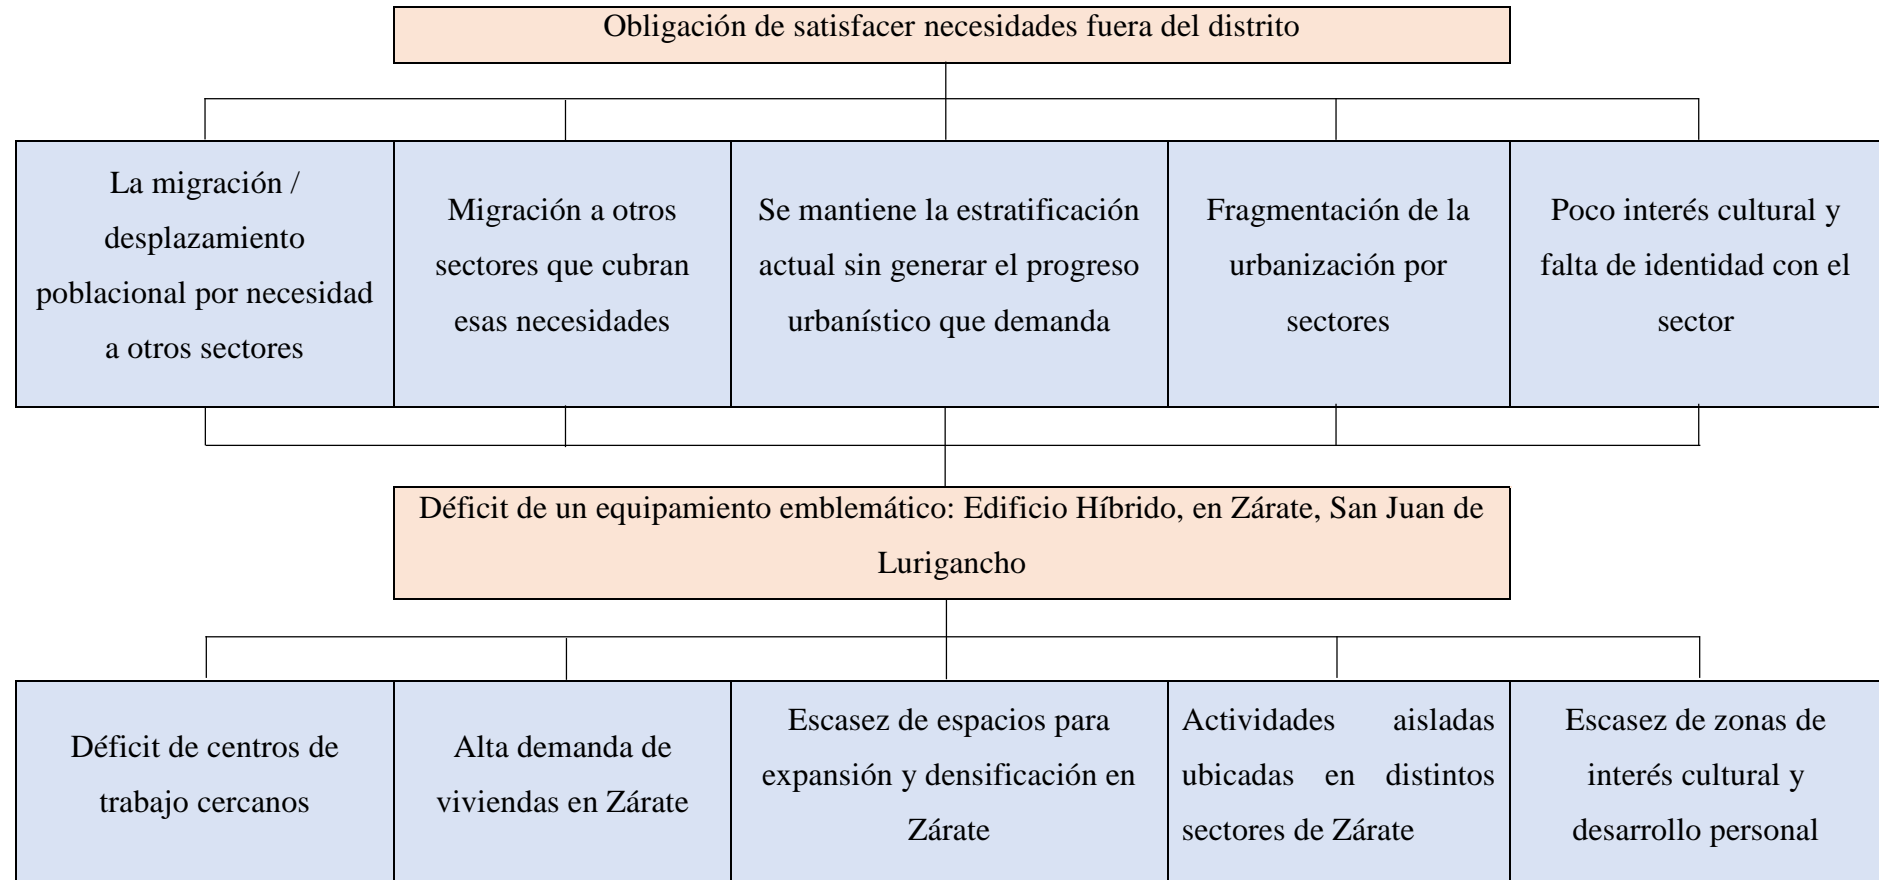 Obligación de satisfacer necesidades fuera del distrito
La migración /
desplazamiento
poblacional por necesidad
a otros sectores
Migración a otros
sectores que cubran
esas necesidades
Se mantiene la estratificación
actual sin generar el progreso
urbanístico que demanda
Fragmentación de la
urbanización por
sectores
Poco interés cultural y
falta de identidad con el
sector
Déficit de un equipamiento emblemático: Edificio Híbrido, en Zárate, San Juan de
Lurigancho
Déficit de centros de
trabajo cercanos
Alta demanda de
viviendas en Zárate
Escasez de espacios para
expansión y densificación en
Zárate
Actividades aisladas
ubicadas en distintos
sectores de Zárate
Escasez de zonas de
interés cultural y
desarrollo personal